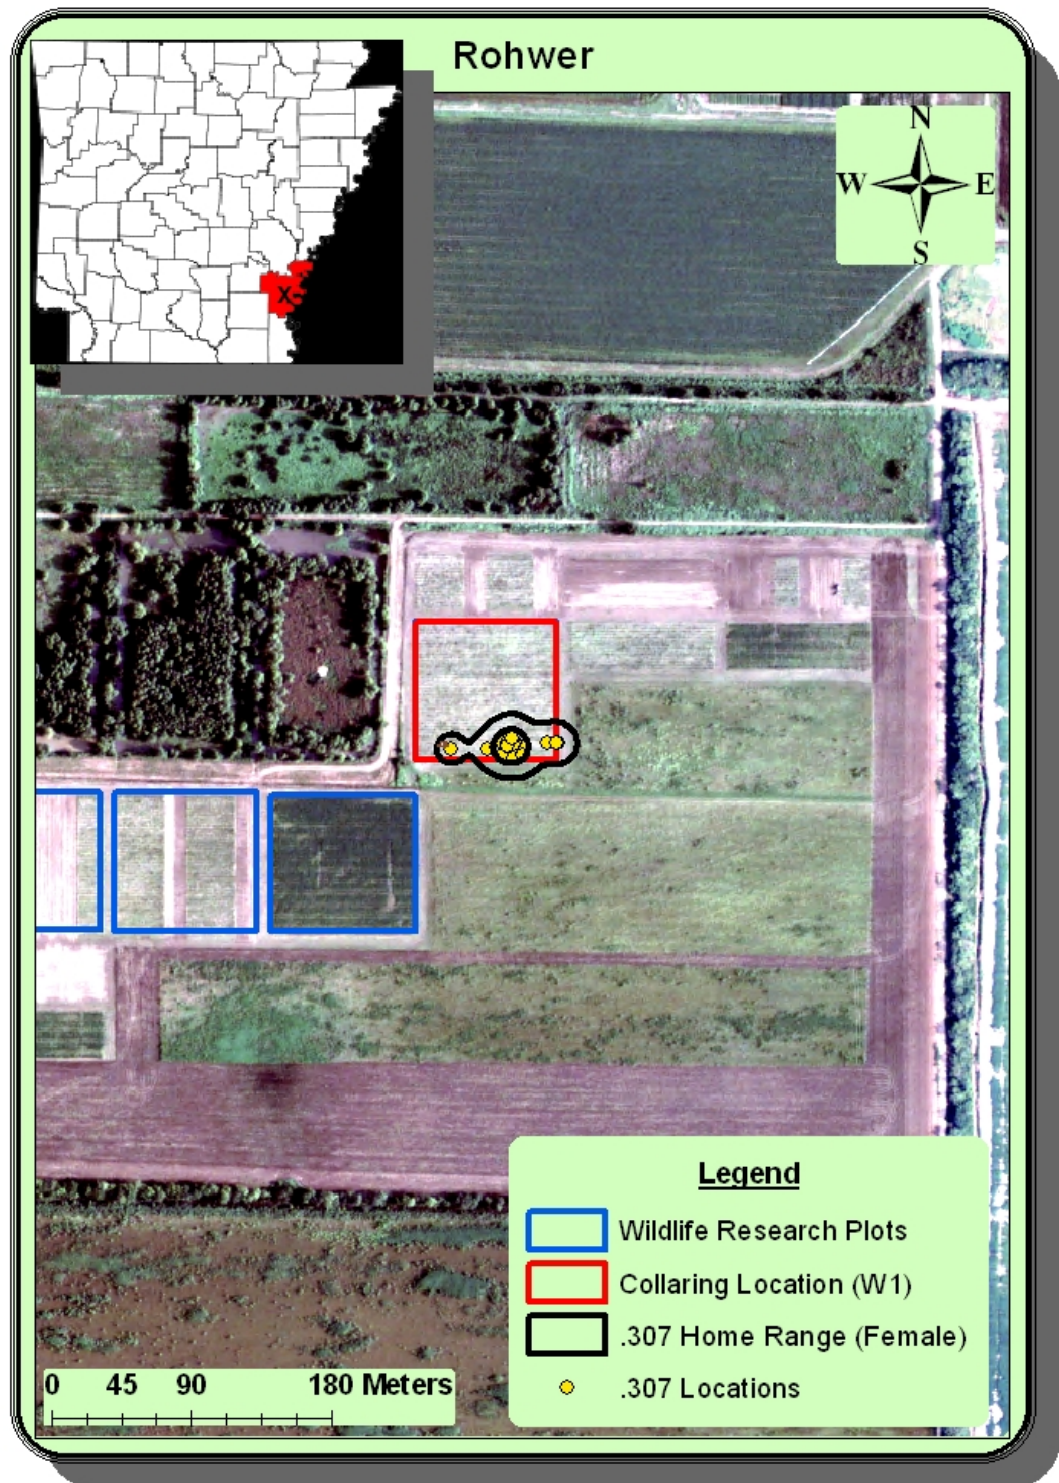 Rohwer
N
W E
S
X
Legend
Wildlife Research Plots
Collaring Location (W1)
.307 Home Range (Female)
.307 Locations
0 45 90 180 Meters